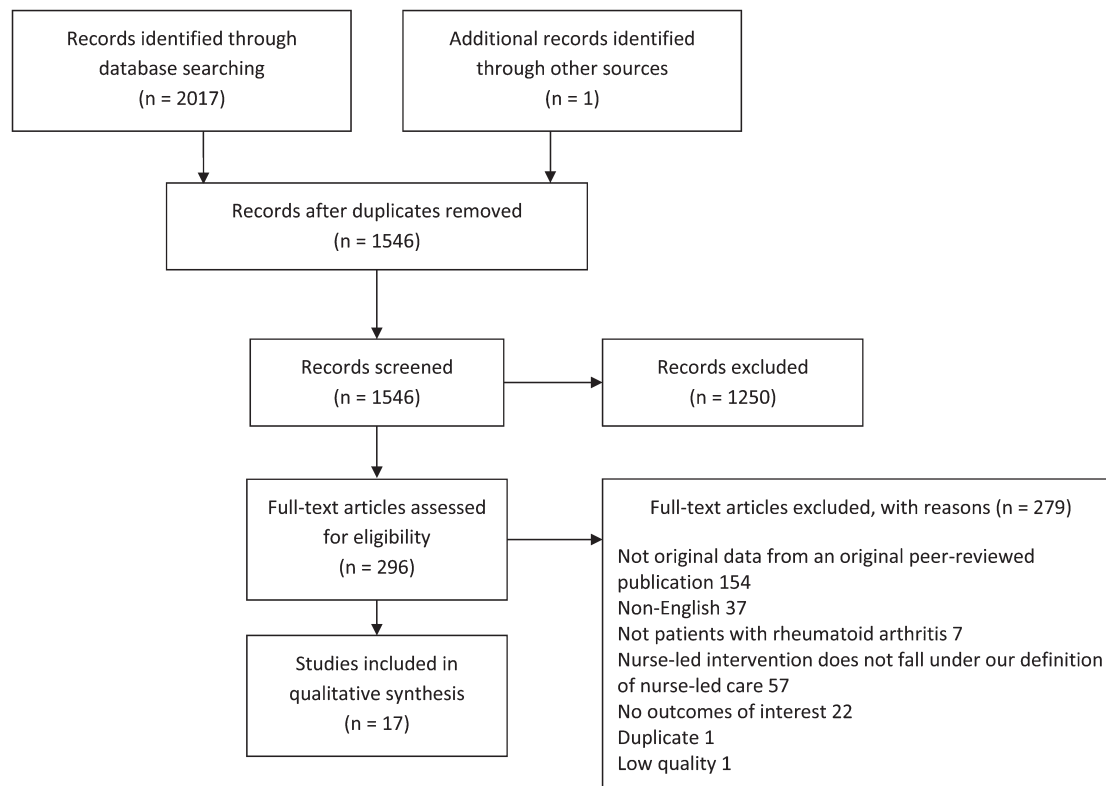 Records identified through
database searching
(n = 2017)
Additional records identified
through other sources
(n = 1)
Records after duplicates removed
(n = 1546)
Records screened
(n = 1546)
Records excluded
(n = 1250)
Full-text articles assessed
for eligibility
(n = 296)
Full-text articles excluded, with reasons (n = 279)
Not original data from an original peer-reviewed
publication 154
Non-English 37
Not patients with rheumatoid arthritis 7
Nurse-led intervention does not fall under our definition
of nurse-led care 57
No outcomes of interest 22
Duplicate 1
Low quality 1
Studies included in
qualitative synthesis
(n = 17)